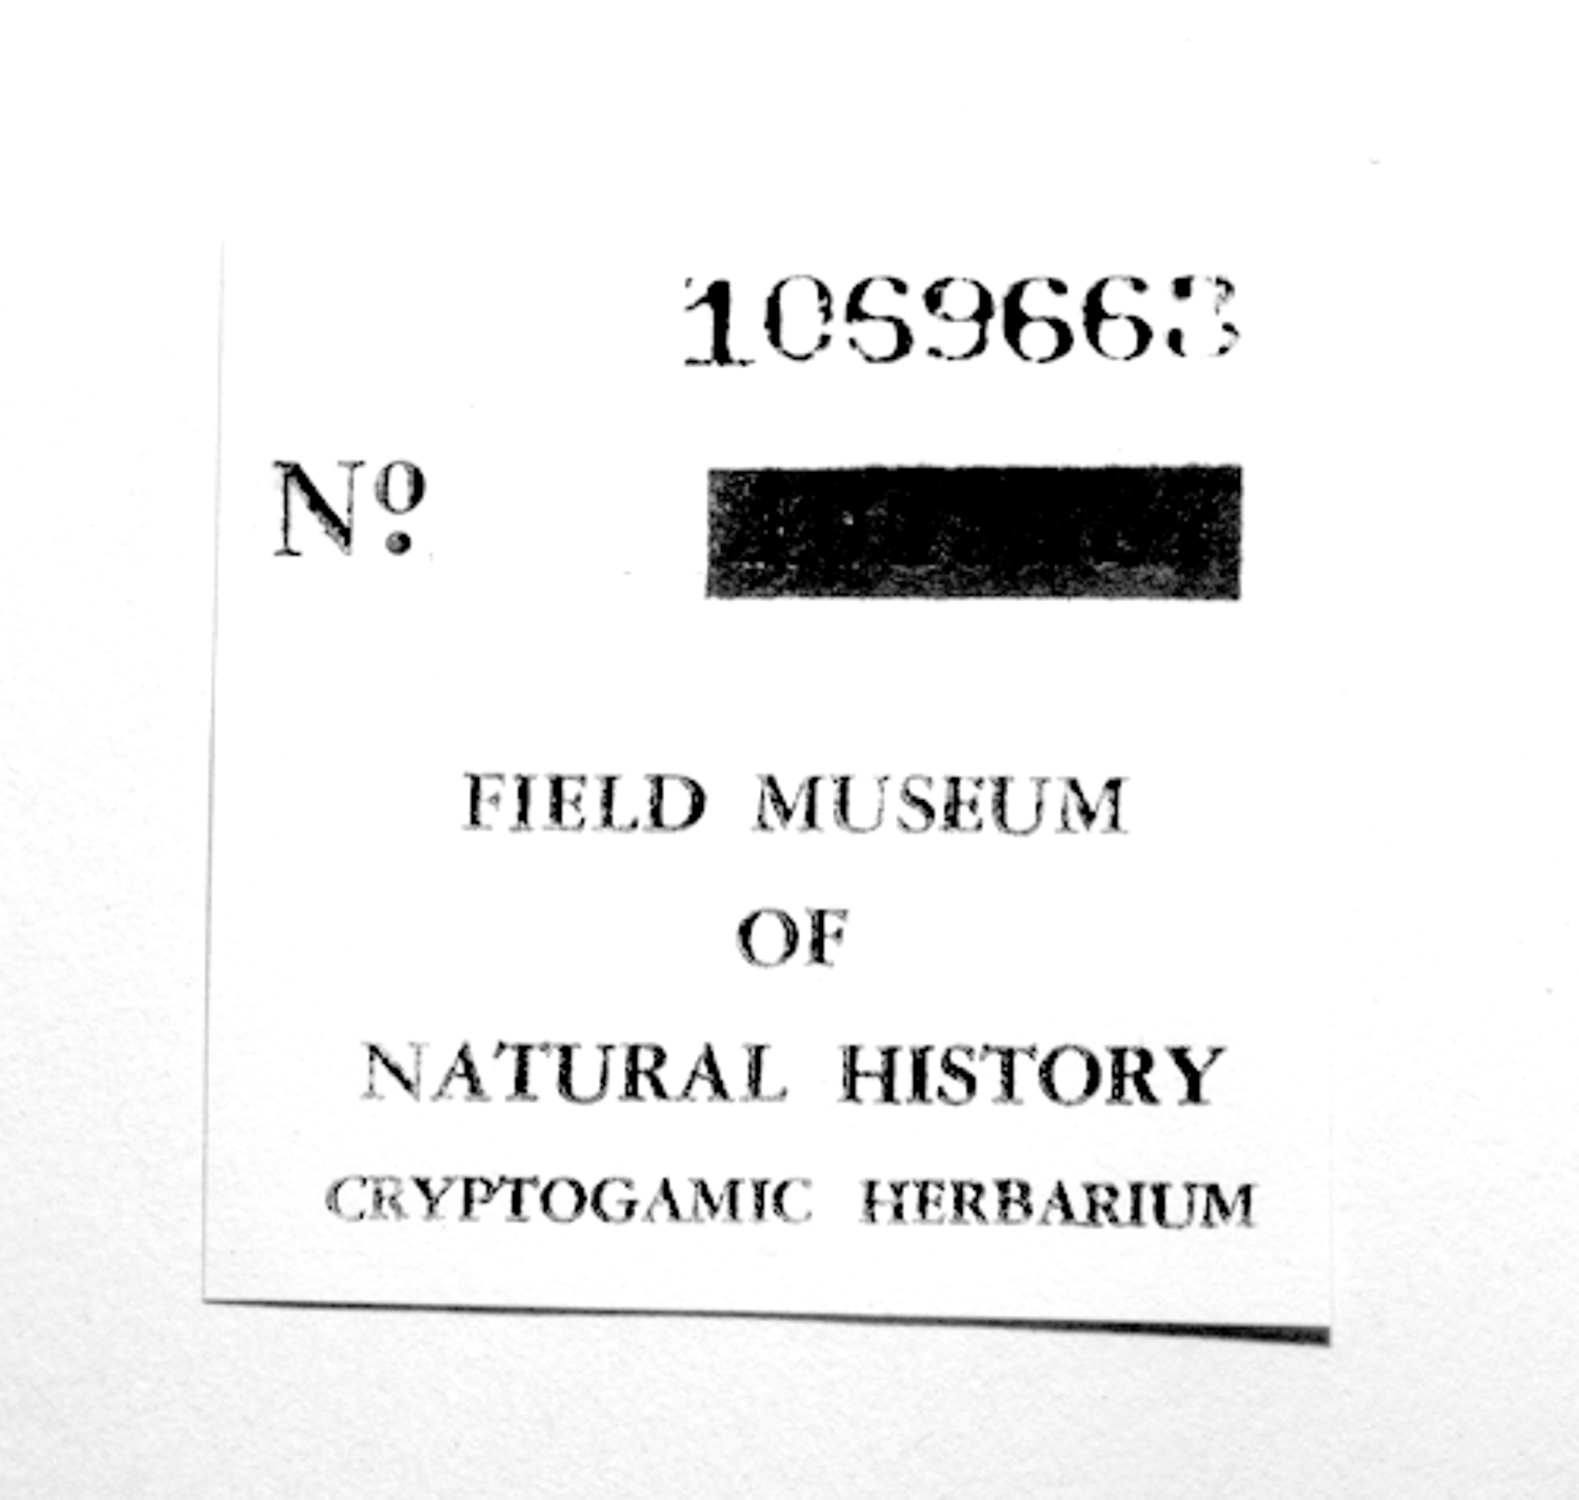 1069663
Nº.
FIELD MUSEUM
OF
NATURAL HISTORY
CRYPTOGAMIC HERBARIUM